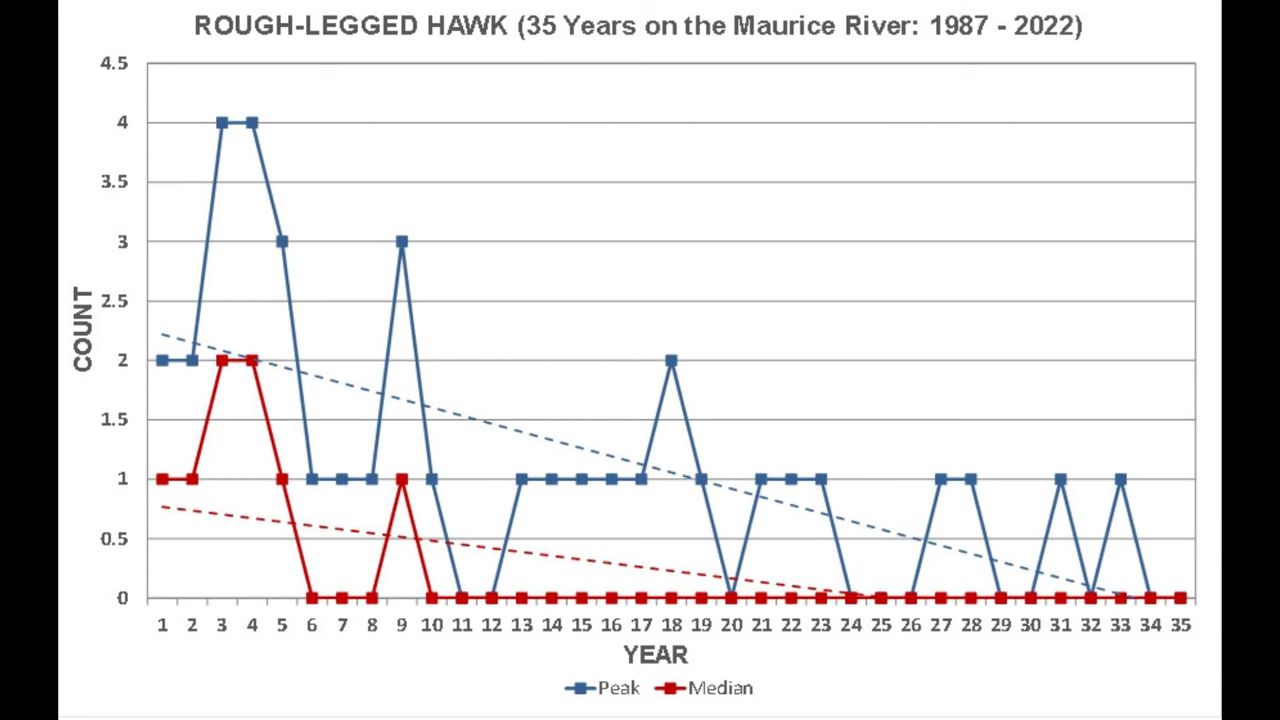 ROUGH-LEGGED HAWK (35 Years on the Maurice River: 1987 - 2022)
4.5
4
3.5
3
2.5
2
1.5
1
0.5
0
COUNT
1 2 3 4 5 6 7 8 9 10 11 12 13 14 15 16 17 18 19 20 21 22 23 24 25 26 27 28 29 30 31 32 33 34 35
YEAR
Peak Median